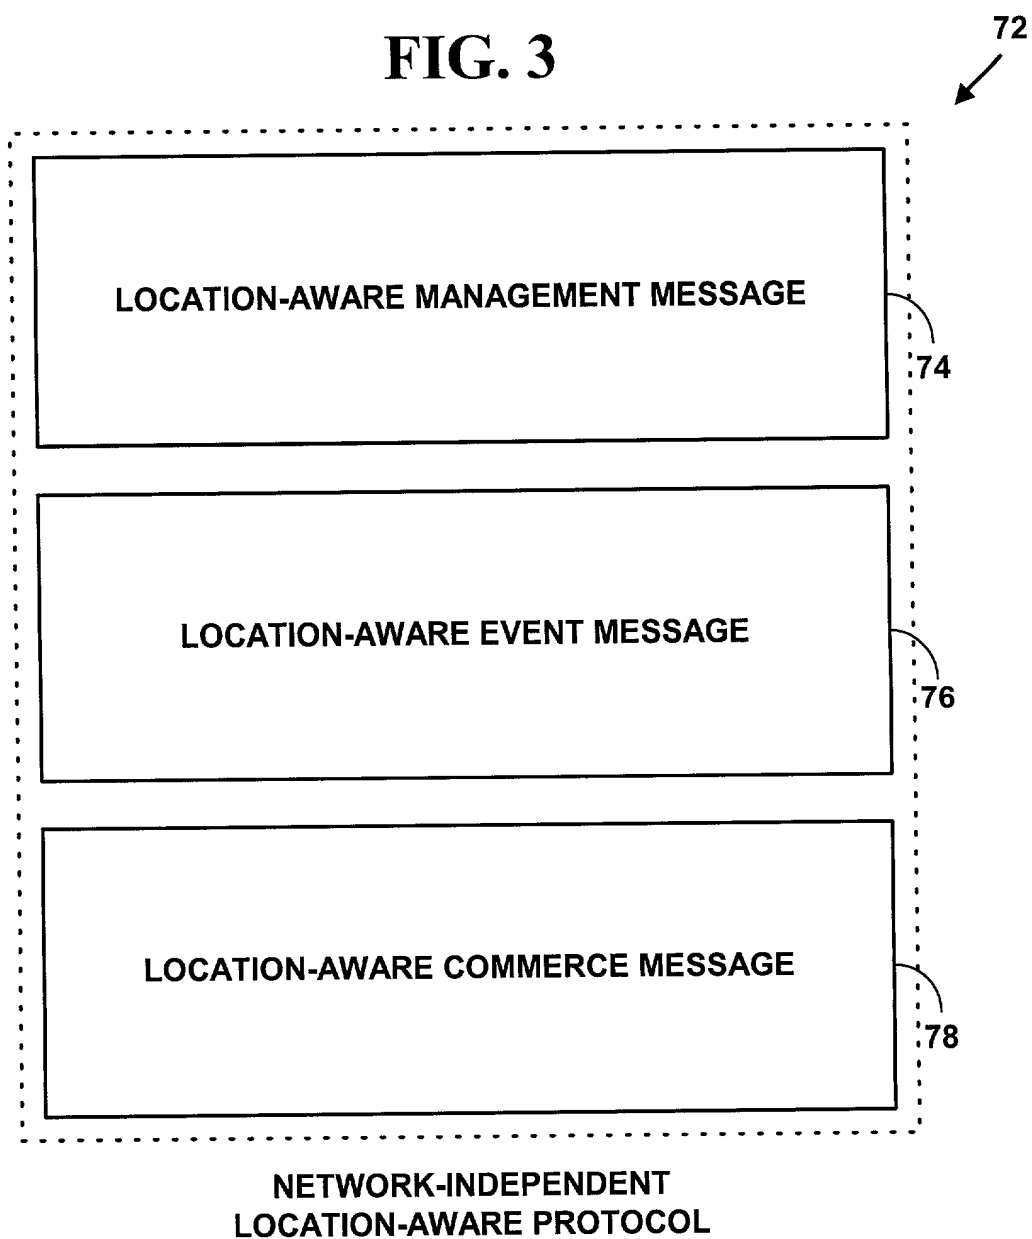 72
FIG. 3
LOCATION-AWARE MANAGEMENT MESSAGE
74
LOCATION-AWARE EVENT MESSAGE
76
LOCATION-AWARE COMMERCE MESSAGE
78
NETWORK-INDEPENDENT
LOCATION-AWARE PROTOCOL